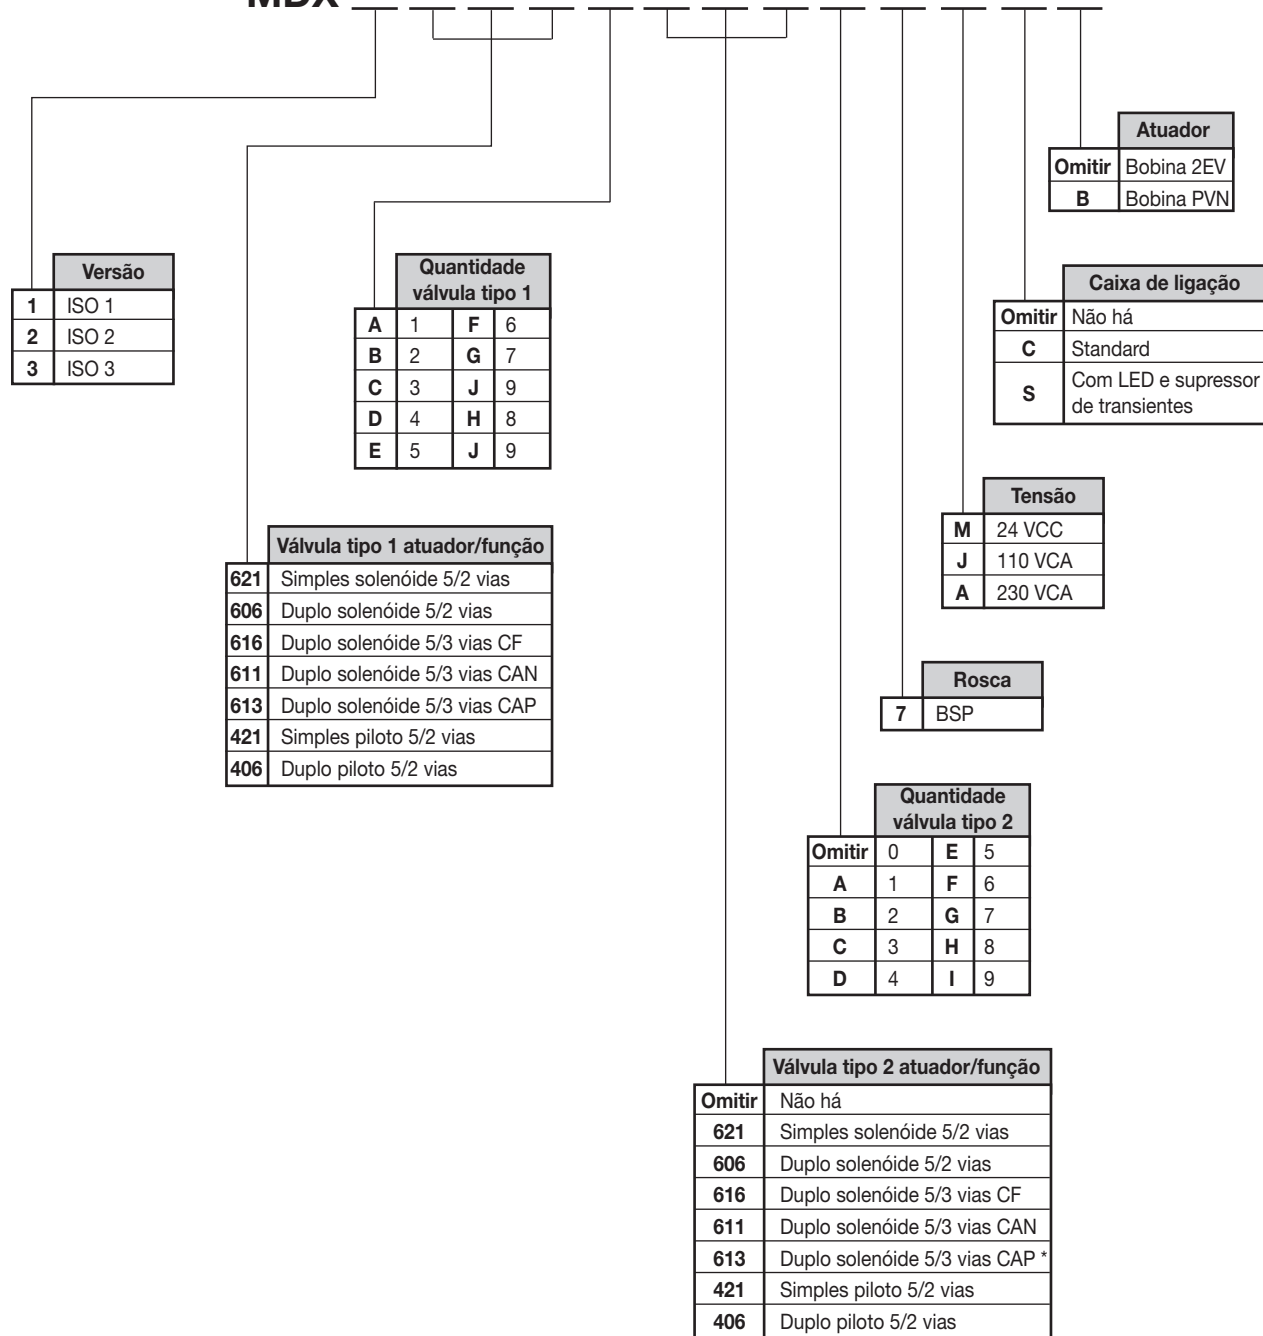 MDX
Atuador
Omitir Bobina 2EV
B Bobina PVN
Versão
1 ISO 1
2 ISO 2
3 ISO 3
Quantidade
válvula tipo 1
A 1 F 6
B 2 G 7
C 3 J 9
D 4 H 8
E 5 J 9
Caixa de ligação
Omitir Não há
C Standard
S Com LED e supressor
de transientes
Tensão
M 24 VCC
J 110 VCA
A 230 VCA
Válvula tipo 1 atuador/função
621 Simples solenóide 5/2 vias
606 Duplo solenóide 5/2 vias
616 Duplo solenóide 5/3 vias CF
611 Duplo solenóide 5/3 vias CAN
613 Duplo solenóide 5/3 vias CAP
421 Simples piloto 5/2 vias
406 Duplo piloto 5/2 vias
Rosca
7 BSP
Quantidade
válvula tipo 2
Omitir 0 E 5
A 1 F 6
B 2 G 7
C 3 H 8
D 4 I 9
Válvula tipo 2 atuador/função
Omitir Não há
621 Simples solenóide 5/2 vias
606 Duplo solenóide 5/2 vias
616 Duplo solenóide 5/3 vias CF
611 Duplo solenóide 5/3 vias CAN
613 Duplo solenóide 5/3 vias CAP *
421 Simples piloto 5/2 vias
406 Duplo piloto 5/2 vias